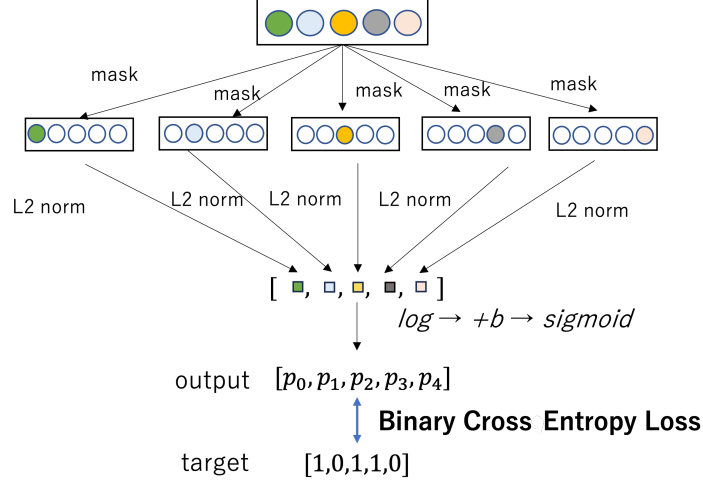 mask
mask
mask
mask
mask
L2 norm
L2 norm
L2 norm
L2 norm
L2 norm
[ , , , , ]
log → +b → sigmoid
output [p₀, p₁, p₂, p₃, p₄]
Binary Cross Entropy Loss
target [1,0,1,1,0]